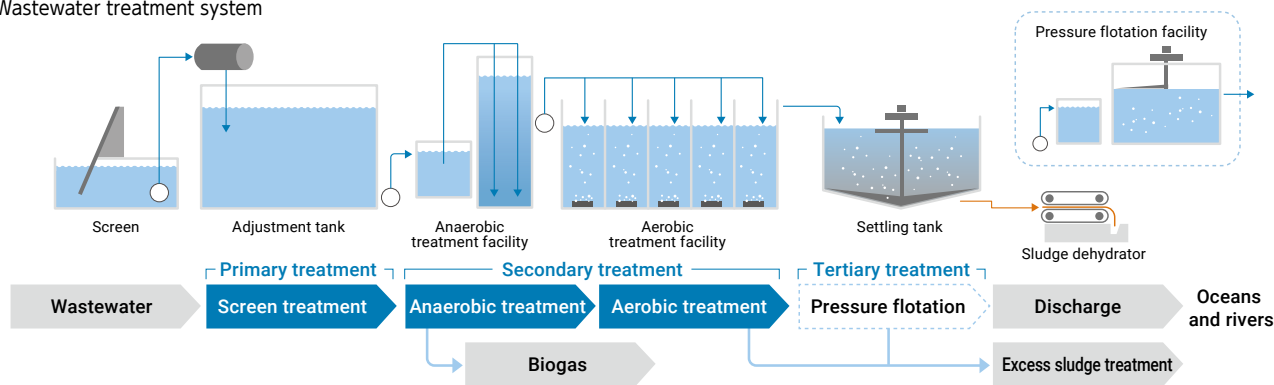 Wastewater treatment system
Pressure flotation facility
Screen
Adjustment tank
Anaerobic
treatment facility
Aerobic
treatment facility
Settling tank
Sludge dehydrator
Primary treatment
Secondary treatment
Tertiary treatment
Wastewater
Screen treatment
Anaerobic treatment
Aerobic treatment
Pressure flotation
Discharge
Oceans
and rivers
Biogas
Excess sludge treatment